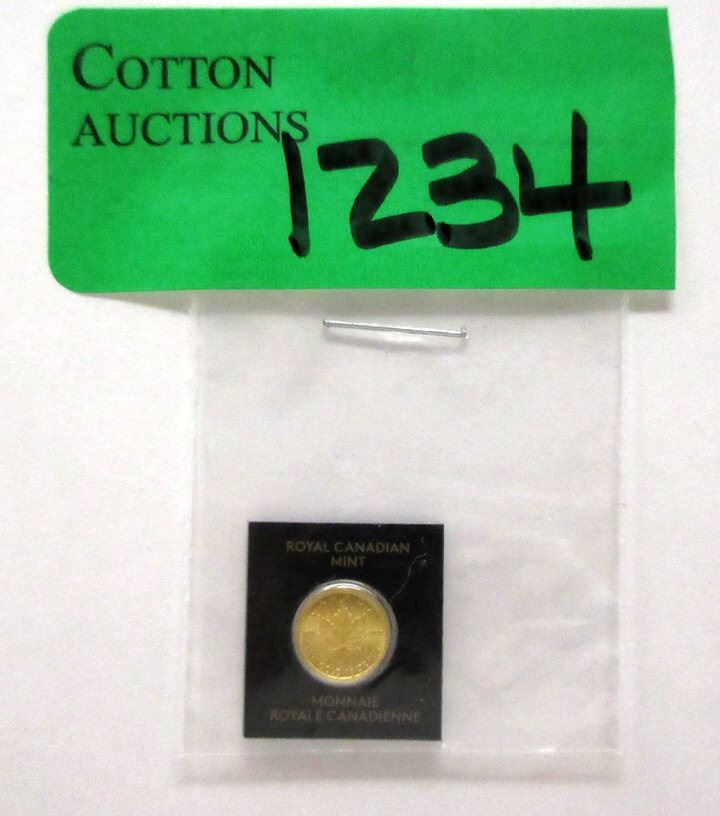 COTTON
AUCTIONS
1234
ROYAL CANADIAN
MINT
MONNAIE
ROYALE CANADIENNE